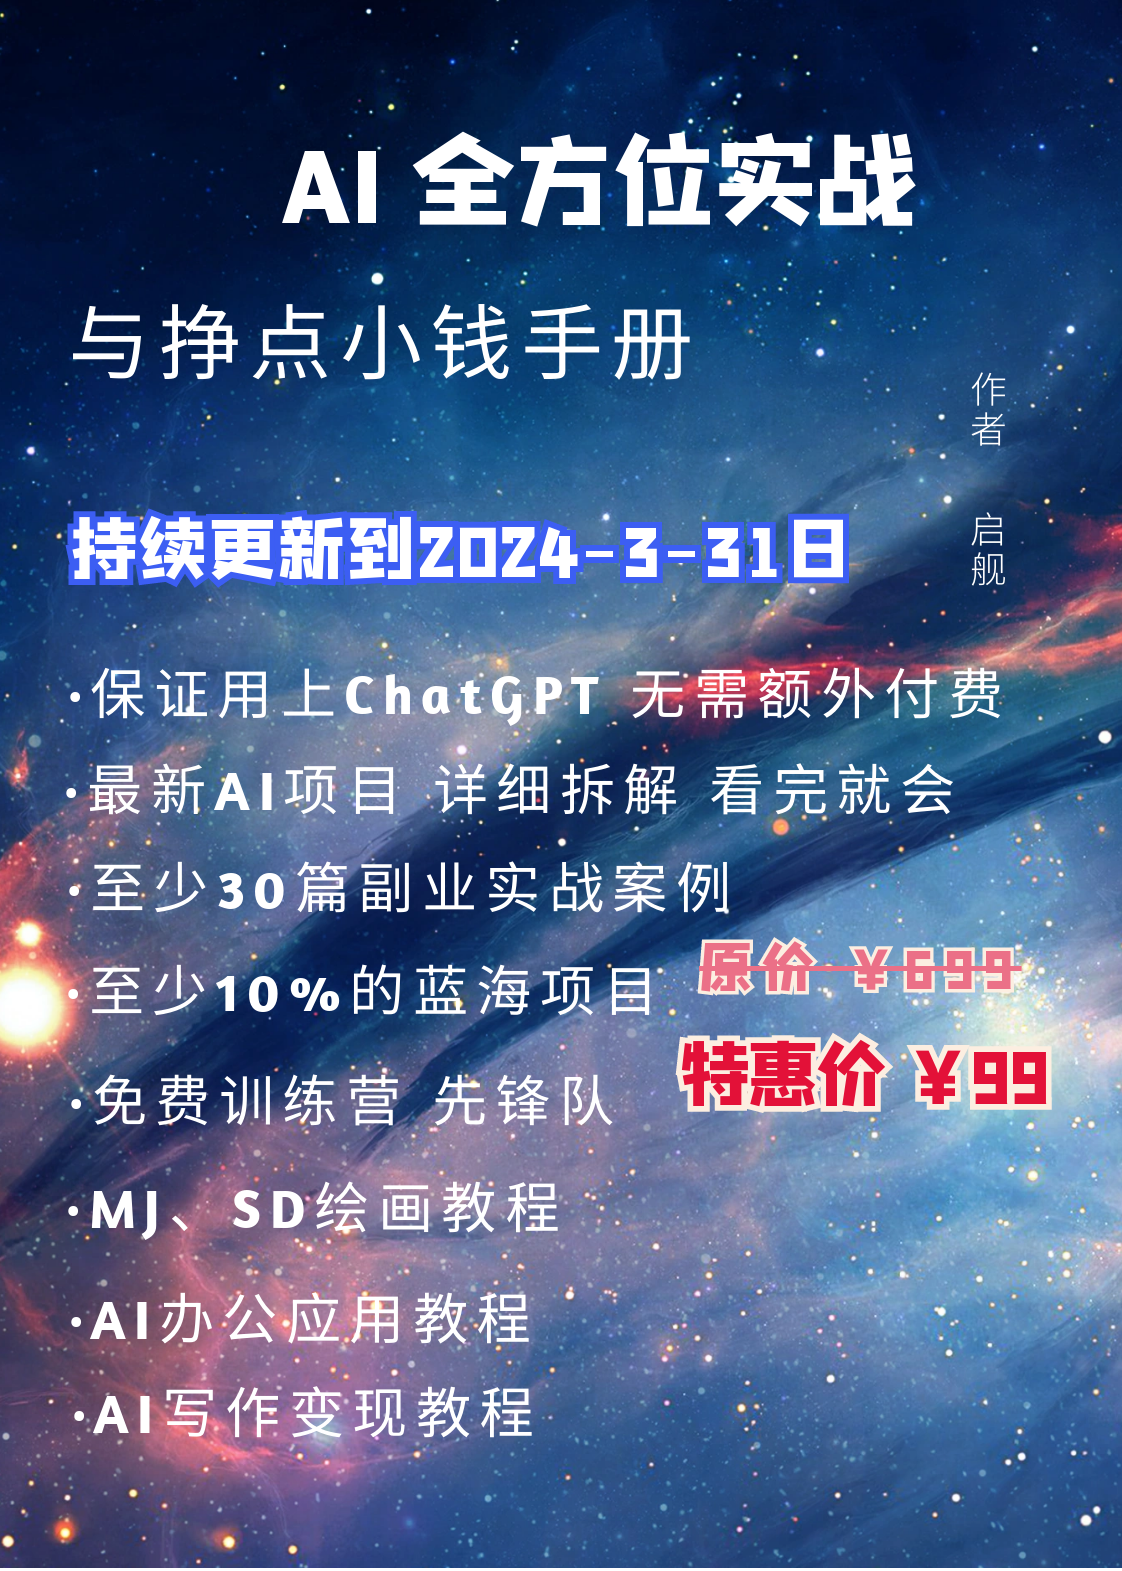 AI 全方位实战
与挣点小钱手册
作者 启舰
持续更新到2024-3-31日
·保证用上ChatGPT 无需额外付费
·最新AI项目 详细拆解 看完就会
·至少30篇副业实战案例
·至少10%的蓝海项目
原价 ¥699
特惠价 ¥99
·免费训练营 先锋队
·MJ、SD绘画教程
·AI办公应用教程
·AI写作变现教程